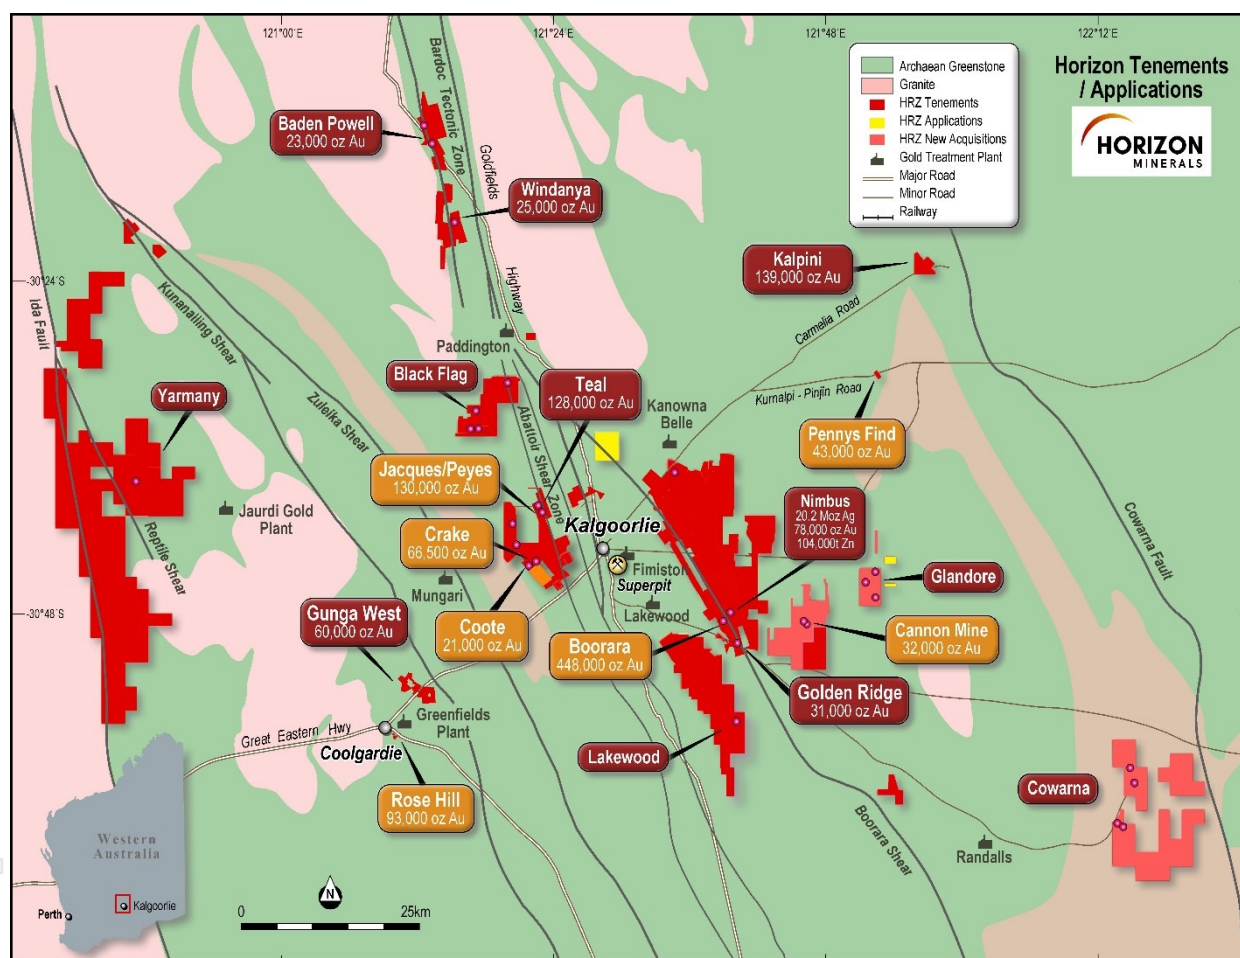 121°00'E
121°24'E
121°48'E
122°12'E
Archaean Greenstone
Granite
HRZ Tenements
HRZ Applications
HRZ New Acquisitions
Gold Treatment Plant
Major Road
Minor Road
Railway
Horizon Tenements
/ Applications
HORIZON
MINERALS
Bardoc Tectonic Zone
Goldfields
Highway
Baden Powell
23,000 oz Au
Windanya
25,000 oz Au
Kalpini
139,000 oz Au
-30°24'S
Ida Fault
Kunanalling Shear
Zuleika Shear
Carmelia Road
Paddington
Black Flag
Teal
128,000 oz Au
Kanowna
Belle
Kurnalpi - Pinjin Road
Yarmany
Abattoir Shear Zone
Pennys Find
43,000 oz Au
Jacques/Peyes
130,000 oz Au
Jaurdi Gold
Plant
Reptile Shear
Crake
66,500 oz Au
Kalgoorlie
Nimbus
20.2 Moz Ag
78,000 oz Au
104,000t Zn
Cowarna Fault
Fimiston
Superpit
Glandore
Mungari
Lakewood
-30°48'S
Gunga West
60,000 oz Au
Coote
21,000 oz Au
Boorara
448,000 oz Au
Cannon Mine
32,000 oz Au
Golden Ridge
31,000 oz Au
Greenfields
Plant
Great Eastern Hwy
Coolgardie
Lakewood
Rose Hill
93,000 oz Au
Cowarna
Boorara Shear
Randalls
Western
Australia
Perth
Kalgoorlie
N
0
25km